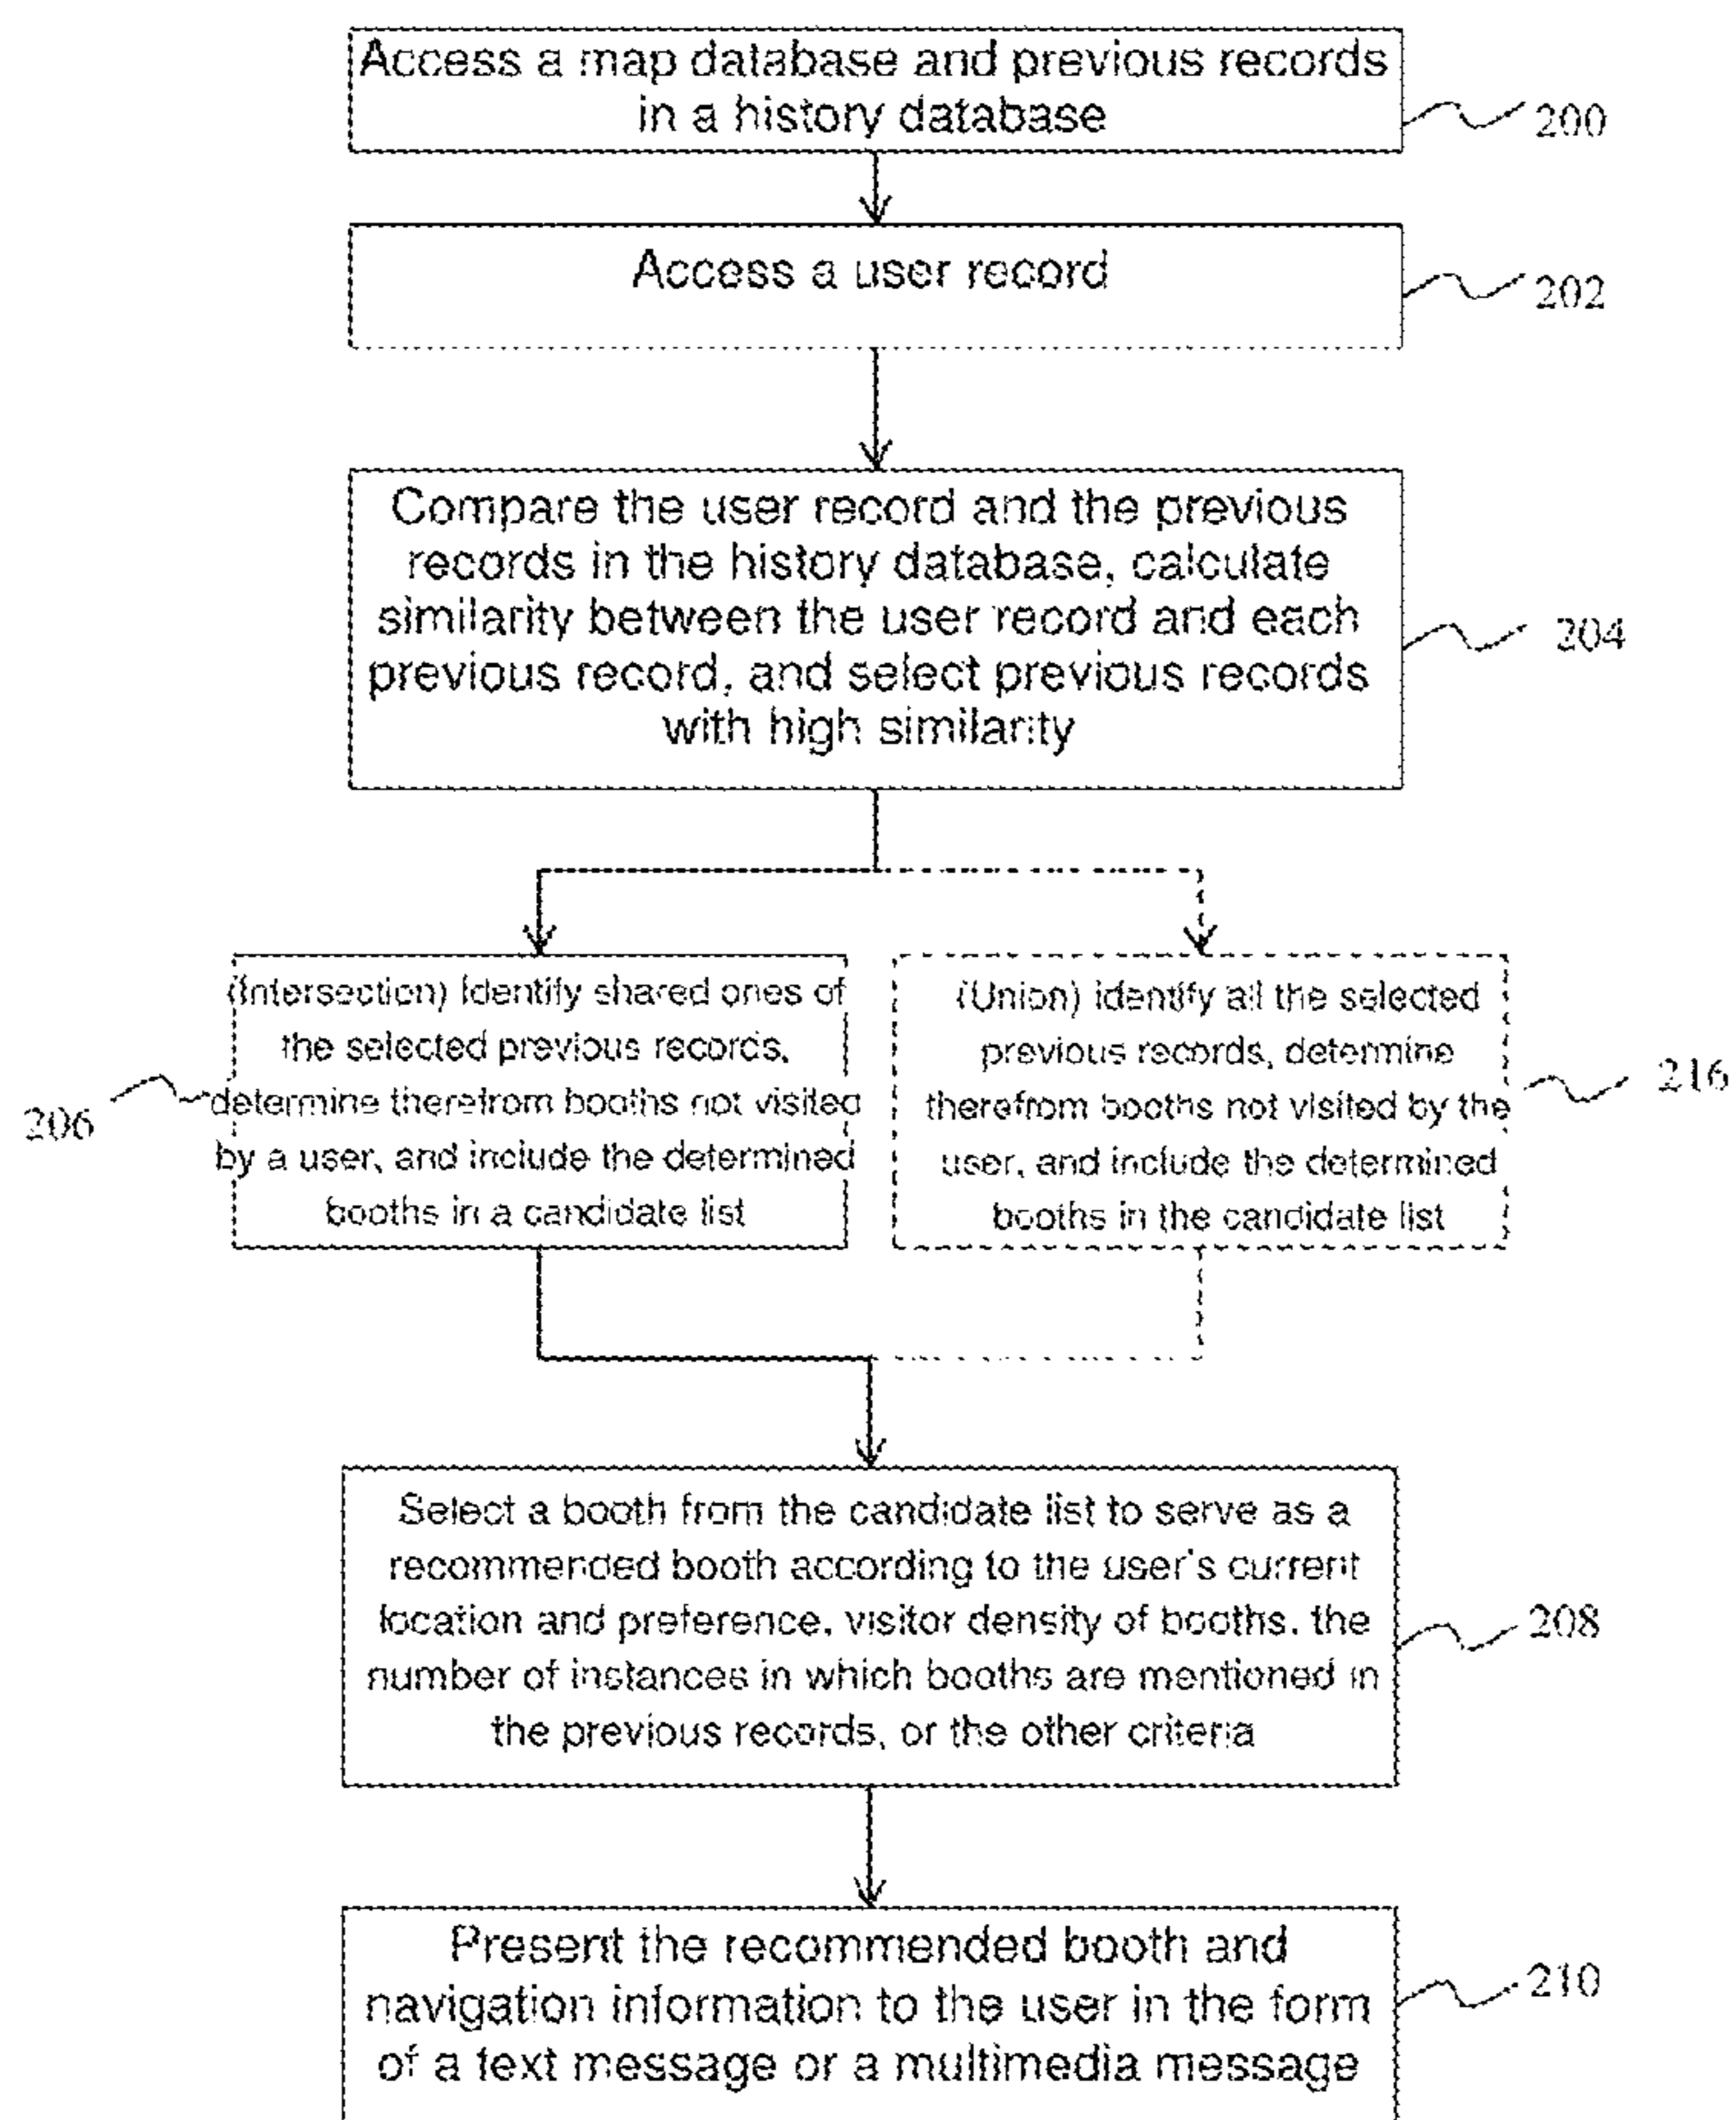 Access a map database and previous records
in a history database
200
Access a user record
202
Compare the user record and the previous
records in the history database, calculate
similarity between the user record and each
previous record, and select previous records
with high similarity
204
(Intersection) Identify shared ones of
the selected previous records,
determine therefrom booths not visited
by a user, and include the determined
booths in a candidate list
206
(Union) identify all the selected
previous records, determine
therefrom booths not visited by the
user, and include the determined
booths in the candidate list
216
Select a booth from the candidate list to serve as a
recommended booth according to the user's current
location and preference, visitor density of booths, the
number of instances in which booths are mentioned in
the previous records, or the other criteria
208
Present the recommended booth and
navigation information to the user in the form
of a text message or a multimedia message
210